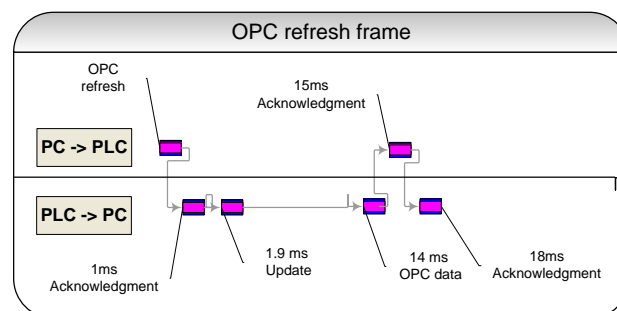 OPC refresh frame
OPC
refresh
15ms
Acknowledgment
PC -> PLC
PLC -> PC
1ms
Acknowledgment
1.9 ms
Update
14 ms
OPC data
18ms
Acknowledgment